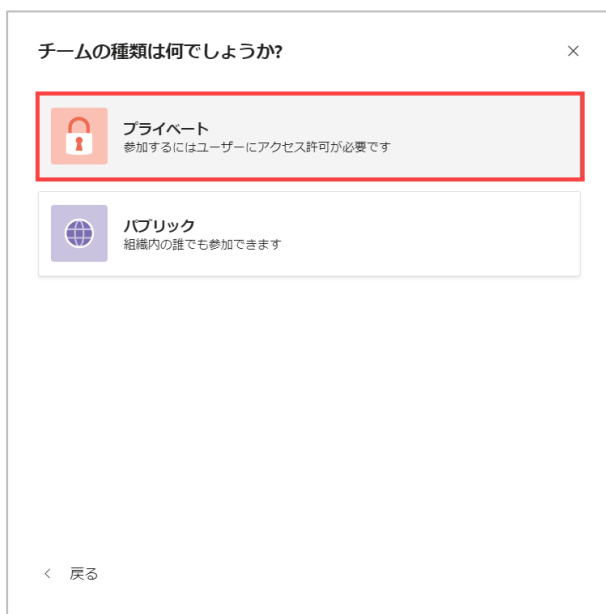 チームの種類は何でしょうか?
プライベート
参加するにはユーザーにアクセス許可が必要です
パブリック
組織内の誰でも参加できます
戻る